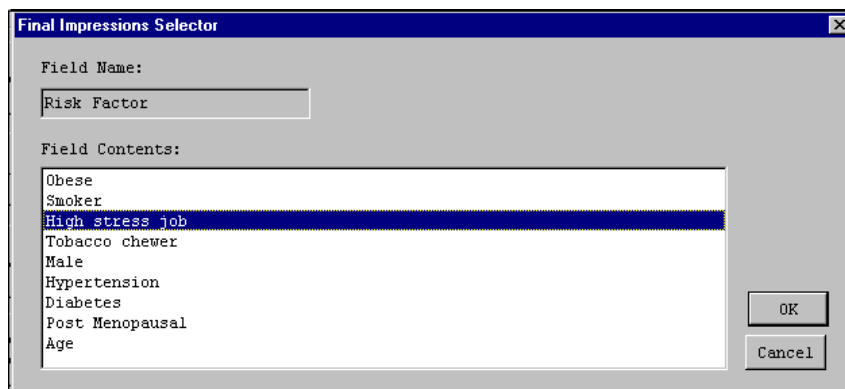 Final Impressions Selector
Field Name:
Risk Factor
Field Contents:
Obese
Smoker
High stress job
Tobacco chewer
Male
Hypertension
Diabetes
Post Menopausal
Age
OK
Cancel